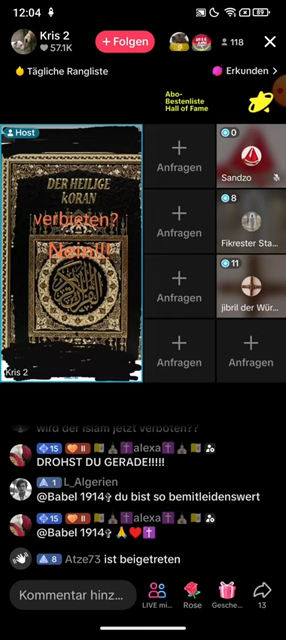 12:04
89
Kris 2
57.1K
+ Folgen
118
Tägliche Rangliste
Erkunden >
Abo-
Bestenliste
Hall of Fame
Host
DER HEILIGE
KORAN
verbieten?
Nein!!!
Kris 2
Anfragen
Anfragen
Anfragen
Anfragen
0
Sandzo
8
Fikrester Sta...
11
jibril der Wür...
Anfragen
wird der Islam jetzt verboten??
15 II alexa
DROHST DU GERADE!!!!!
1 L_Algerien
@Babel 1914 du bist so bemitleidenswert
15 II alexa
@Babel 1914
8 Atze73 ist beigetreten
Kommentar hinz...
LIVE mi...
Rose
Gesche...
13